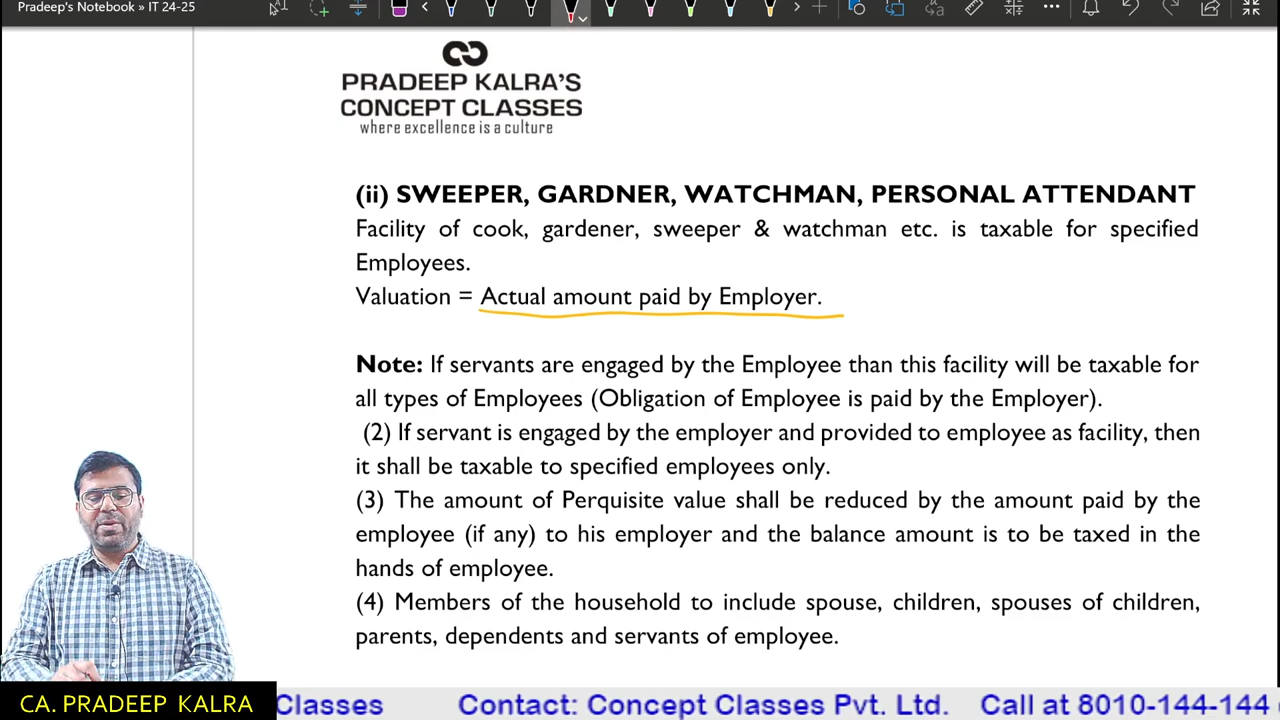 Pradeep's Notebook » IT 24-25
PRADEEP KALRA'S
CONCEPT CLASSES
where excellence is a culture
(ii) SWEEPER, GARDNER, WATCHMAN, PERSONAL ATTENDANT
Facility of cook, gardener, sweeper & watchman etc. is taxable for specified
Employees.
Valuation = Actual amount paid by Employer.
Note: If servants are engaged by the Employee than this facility will be taxable for
all types of Employees (Obligation of Employee is paid by the Employer).
(2) If servant is engaged by the employer and provided to employee as facility, then
it shall be taxable to specified employees only.
(3) The amount of Perquisite value shall be reduced by the amount paid by the
employee (if any) to his employer and the balance amount is to be taxed in the
hands of employee.
(4) Members of the household to include spouse, children, spouses of children,
parents, dependents and servants of employee.
CA. PRADEEP KALRA
Classes Contact: Concept Classes Pvt. Ltd. Call at 8010-144-144